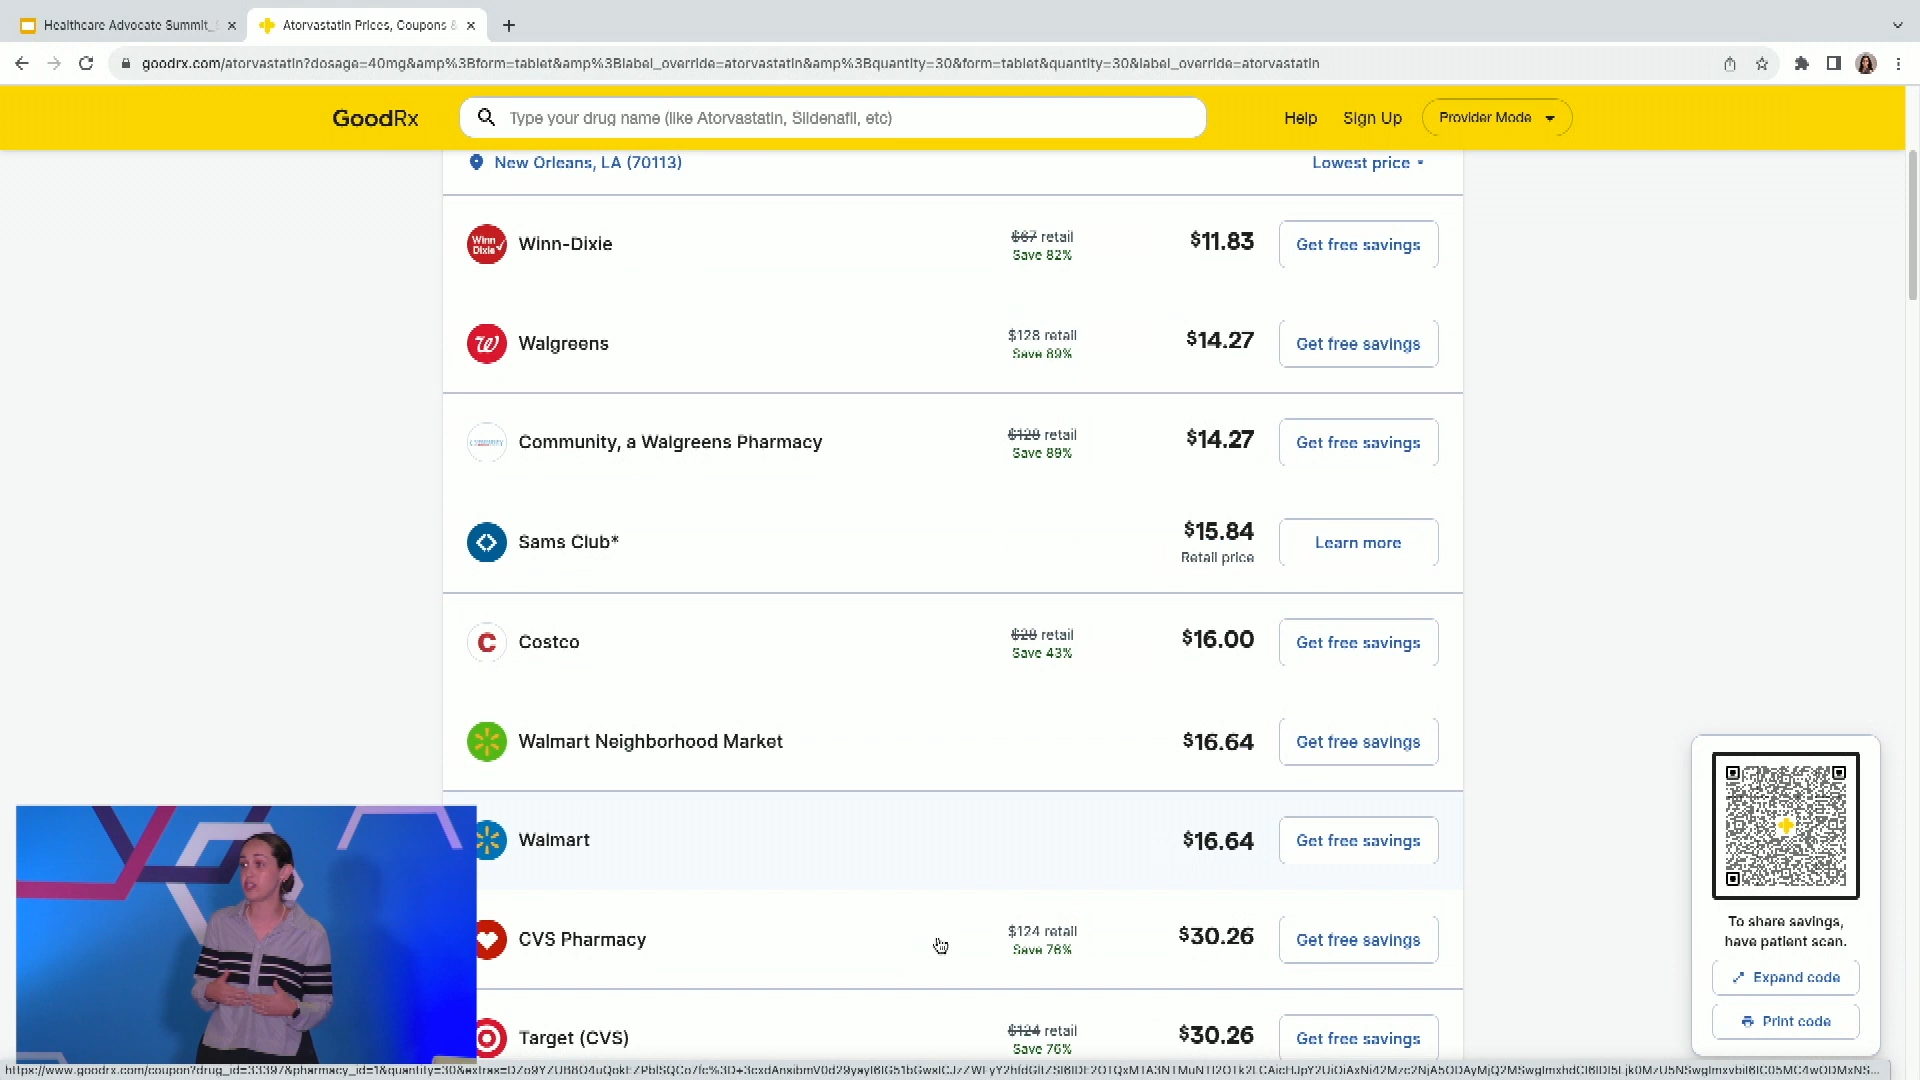 Healthcare Advocate Summit_
Atorvastatin Prices, Coupons &
goodrx.com/atorvastatin?dosage=40mg&amp%3Bform=tablet&amp%3Blabel_override=atorvastatin&amp%3Bquantity=30&form=tablet&quantity=30&label_override=atorvastatin
GoodRx
Type your drug name (like Atorvastatin, Sildenafil, etc)
Help
Sign Up
Provider Mode
New Orleans, LA (70113)
Lowest price
Winn Dixie
Winn-Dixie
$67 retail
Save 82%
$11.83
Get free savings
Walgreens
$128 retail
Save 89%
$14.27
Get free savings
Community, a Walgreens Pharmacy
$128 retail
Save 89%
$14.27
Get free savings
Sams Club*
$15.84
Retail price
Learn more
Costco
$28 retail
Save 43%
$16.00
Get free savings
Walmart Neighborhood Market
$16.64
Get free savings
Walmart
$16.64
Get free savings
CVS Pharmacy
$124 retail
Save 76%
$30.26
Get free savings
Target (CVS)
$124 retail
Save 76%
$30.26
Get free savings
To share savings,
have patient scan.
Expand code
Print code